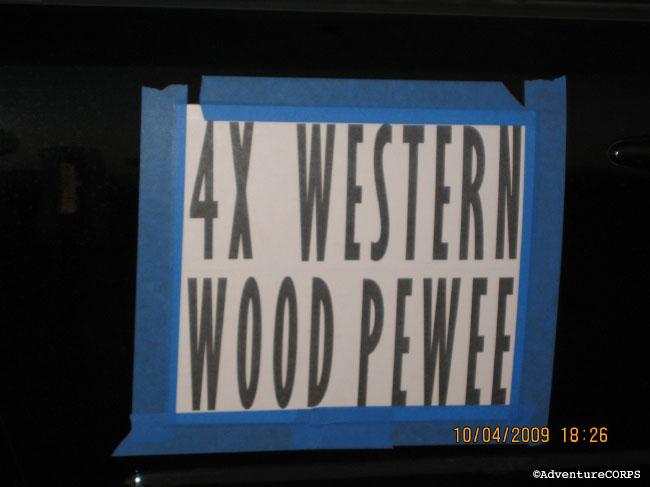 4X WESTERN
WOOD PEWEE
10/04/2009 18:26
©AdventureCORPS